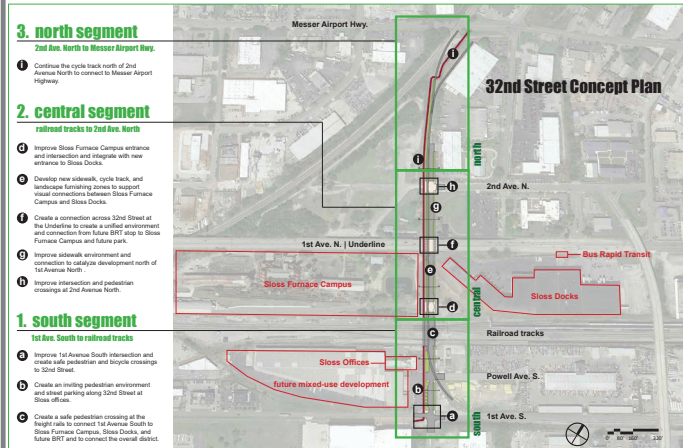 3. north segment
2nd Ave. North to Messer Airport Hwy.
i Continue the cycle track north of 2nd
Avenue North to connect to Messer Airport
Highway.
2. central segment
railroad tracks to 2nd Ave. North
d Improve Sloss Furnace Campus entrance
and intersection and integrate with new
entrance to Sloss Docks.
e Develop new sidewalk, cycle track, and
landscape furnishing zones to support
visual connections between Sloss Furnace
Campus and Sloss Docks.
f Create a connection across 32nd Street at
the Underline to create a unified environment
and connection from future BRT stop to Sloss
Furnace Campus and future park.
g Improve sidewalk environment and
connection to catalyze development north of
1st Avenue North .
h Improve intersection and pedestrian
crossings at 2nd Avenue North.
1. south segment
1st Ave. South to railroad tracks
a Improve 1st Avenue South intersection and
create safe pedestrian and bicycle crossings
to 32nd Street.
b Create an inviting pedestrian environment
and street parking along 32nd Street at
Sloss offices.
c Create a safe pedestrian crossing at the
freight rails to connect 1st Avenue South to
Sloss Furnace Campus, Sloss Docks, and
future BRT and to connect the overall district.
Messer Airport Hwy.
i
32nd Street Concept Plan
i
north
h
2nd Ave. N.
g
1st Ave. N. | Underline
f
Bus Rapid Transit
e
Sloss Furnace Campus
Sloss Docks
d
central
c
Railroad tracks
Sloss Offices
Powell Ave. S.
future mixed-use development
b
a
1st Ave. S.
south
0' 80' 160' 320'